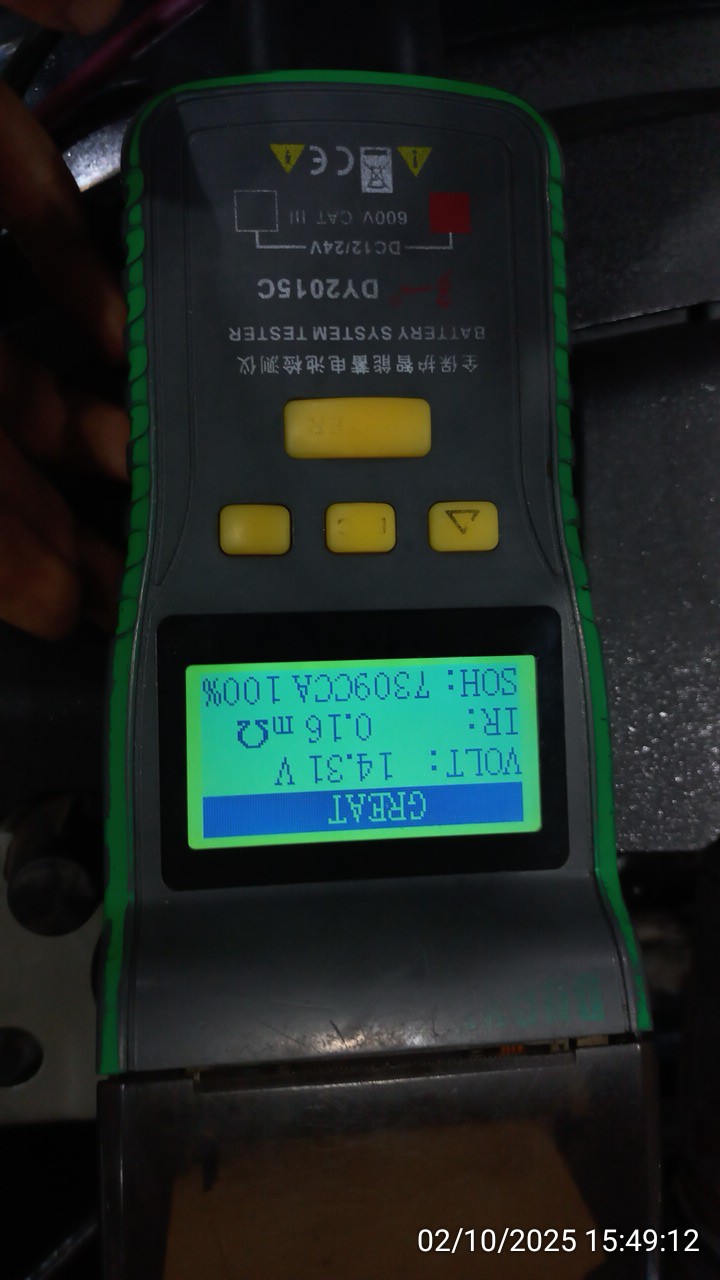 GREAT
VOLT: 14.31 V
IR: 0.16 mΩ
SOH: 7309CCA 100%
全保护智能蓄电池检测仪
BATTERY SYSTEM TESTER
DY2015C
DC12/24V
600V CAT III
CE
02/10/2025 15:49:12